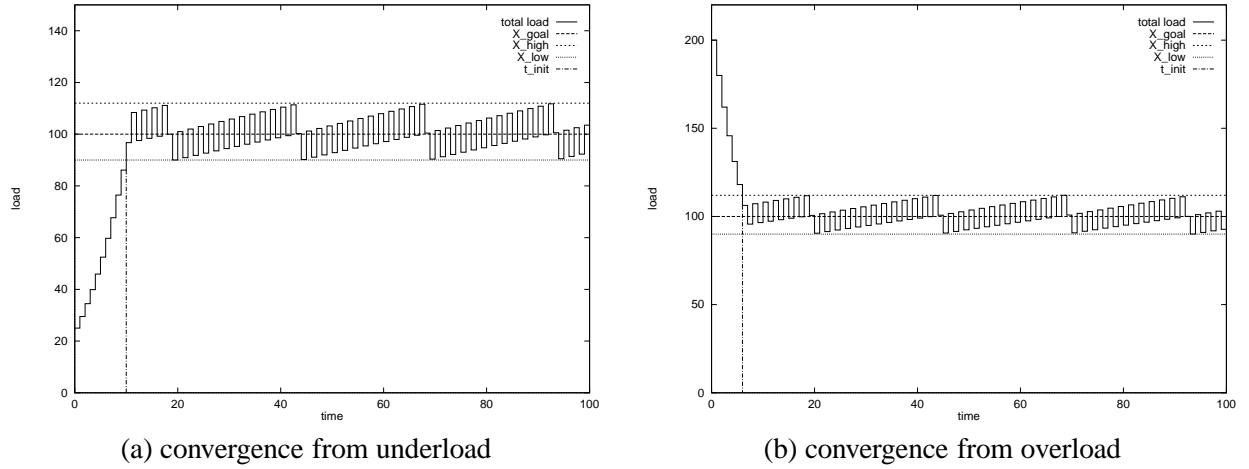 total load
X_goal
X_high
X_low
t_init
140
120
100
80
60
40
20
0
load
0 20 40 60 80 100
time
(a) convergence from underload
total load
X_goal
X_high
X_low
t_init
200
150
100
50
0
load
0 20 40 60 80 100
time
(b) convergence from overload